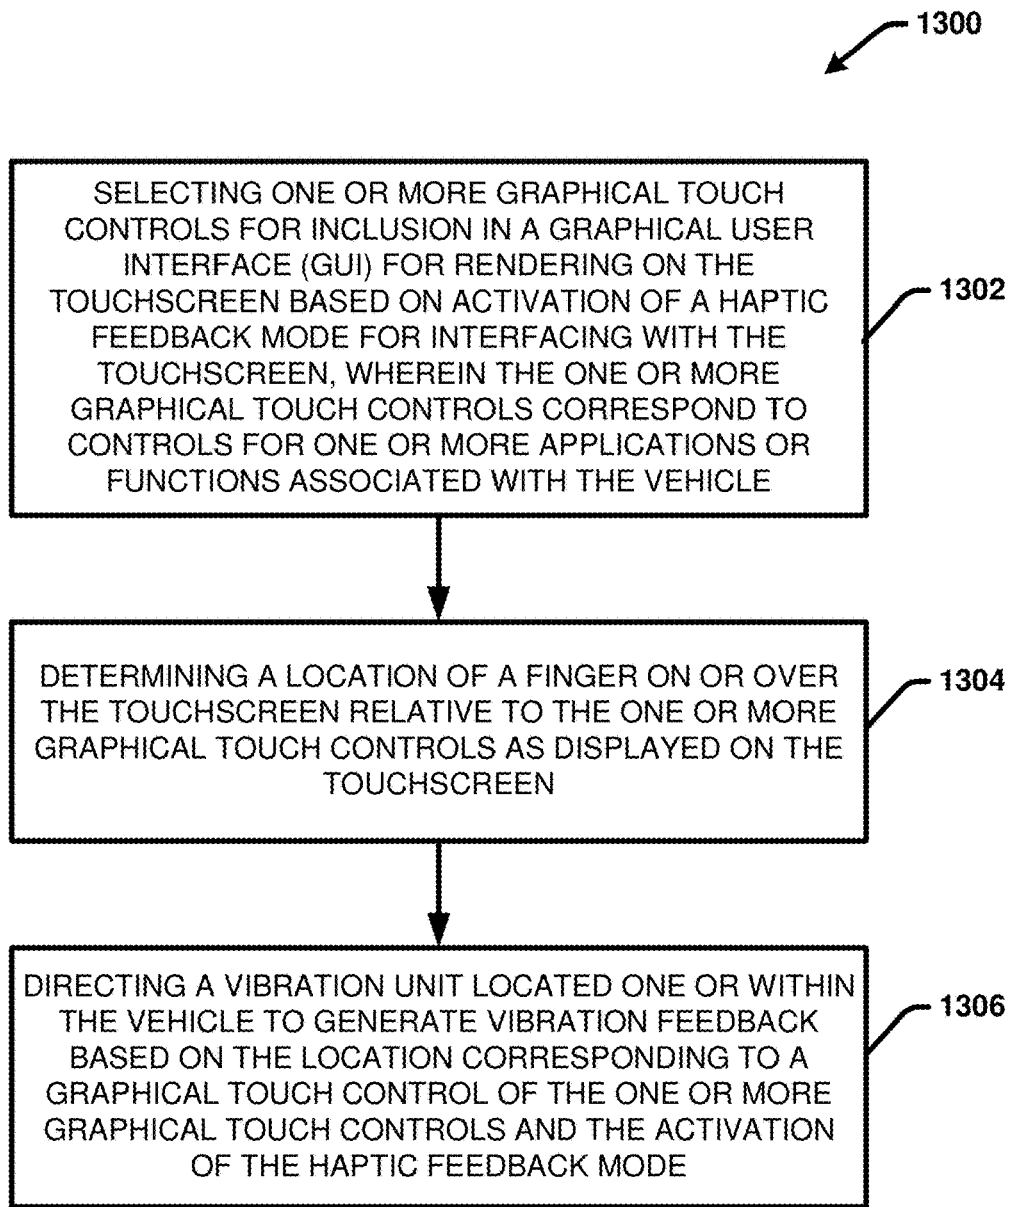 1300
SELECTING ONE OR MORE GRAPHICAL TOUCH
CONTROLS FOR INCLUSION IN A GRAPHICAL USER
INTERFACE (GUI) FOR RENDERING ON THE
TOUCHSCREEN BASED ON ACTIVATION OF A HAPTIC
FEEDBACK MODE FOR INTERFACING WITH THE
TOUCHSCREEN, WHEREIN THE ONE OR MORE
GRAPHICAL TOUCH CONTROLS CORRESPOND TO
CONTROLS FOR ONE OR MORE APPLICATIONS OR
FUNCTIONS ASSOCIATED WITH THE VEHICLE
1302
DETERMINING A LOCATION OF A FINGER ON OR OVER
THE TOUCHSCREEN RELATIVE TO THE ONE OR MORE
GRAPHICAL TOUCH CONTROLS AS DISPLAYED ON THE
TOUCHSCREEN
1304
DIRECTING A VIBRATION UNIT LOCATED ONE OR WITHIN
THE VEHICLE TO GENERATE VIBRATION FEEDBACK
BASED ON THE LOCATION CORRESPONDING TO A
GRAPHICAL TOUCH CONTROL OF THE ONE OR MORE
GRAPHICAL TOUCH CONTROLS AND THE ACTIVATION
OF THE HAPTIC FEEDBACK MODE
1306